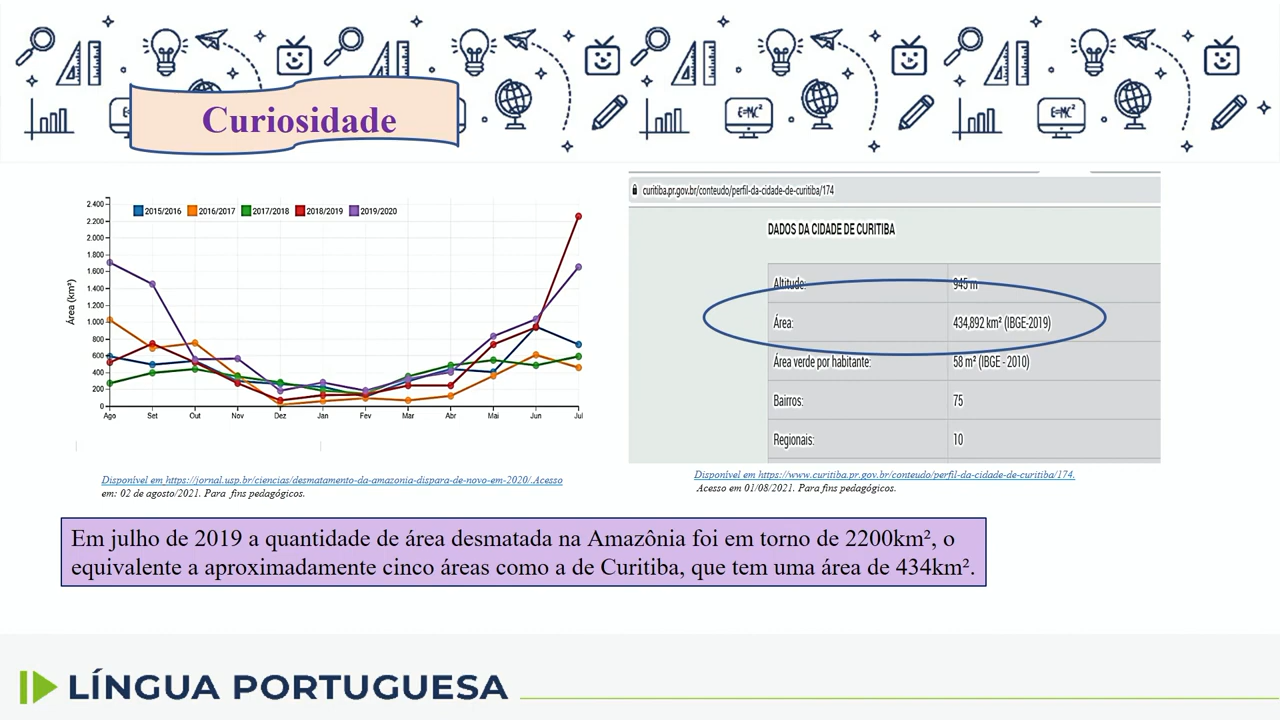 E=MC²
E=MC²
Curiosidade
2.400
2.200
2.000
1.800
1.600
1.400
1.200
1.000
800
600
400
200
0
Área (km²)
2015/2016 2016/2017 2017/2018 2018/2019 2019/2020
Ago Set Out Nov Dez Jan Fev Mar Abr Mai Jun Jul
Disponível em https://jornal.usp.br/ciencias/desmatamento-da-amazonia-dispara-de-novo-em-2020/.Acesso
em: 02 de agosto/2021. Para fins pedagógicos.
curitiba.pr.gov.br/conteudo/perfil-da-cidade-de-curitiba/174
DADOS DA CIDADE DE CURITIBA
Altitude: 945 m
Área: 434,892 km² (IBGE-2019)
Área verde por habitante: 58 m² (IBGE - 2010)
Bairros: 75
Regionais: 10
Disponível em https://www.curitiba.pr.gov.br/conteudo/perfil-da-cidade-de-curitiba/174.
Acesso em 01/08/2021. Para fins pedagógicos.
Em julho de 2019 a quantidade de área desmatada na Amazônia foi em torno de 2200km², o
equivalente a aproximadamente cinco áreas como a de Curitiba, que tem uma área de 434km².
LÍNGUA PORTUGUESA